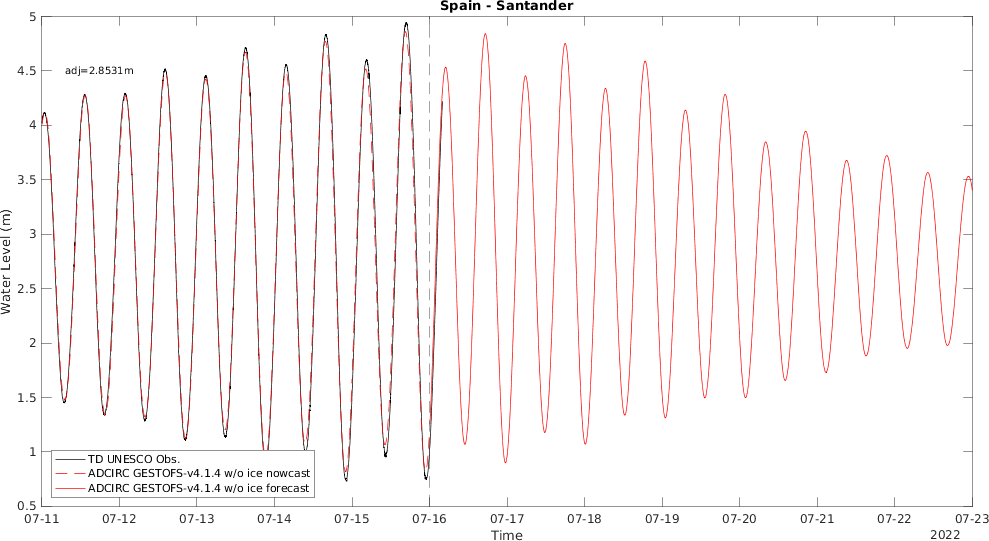 Spain - Santander
adj=2.8531m
Water Level (m)
5
4.5
4
3.5
3
2.5
2
1.5
1
0.5
TD UNESCO Obs.
ADCIRC GESTOFS-v4.1.4 w/o ice nowcast
ADCIRC GESTOFS-v4.1.4 w/o ice forecast
07-11 07-12 07-13 07-14 07-15 07-16 07-17 07-18 07-19 07-20 07-21 07-22 07-23
Time
2022